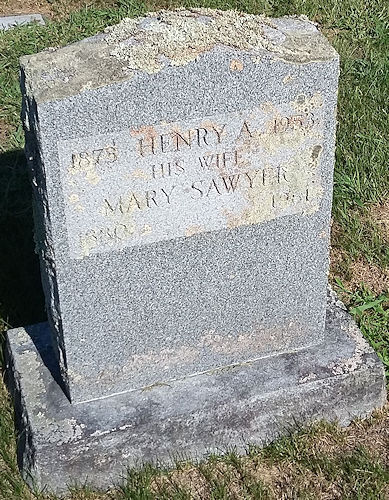 1873 HENRY A. 1953
HIS WIFE
MARY SAWYER
1880 1961